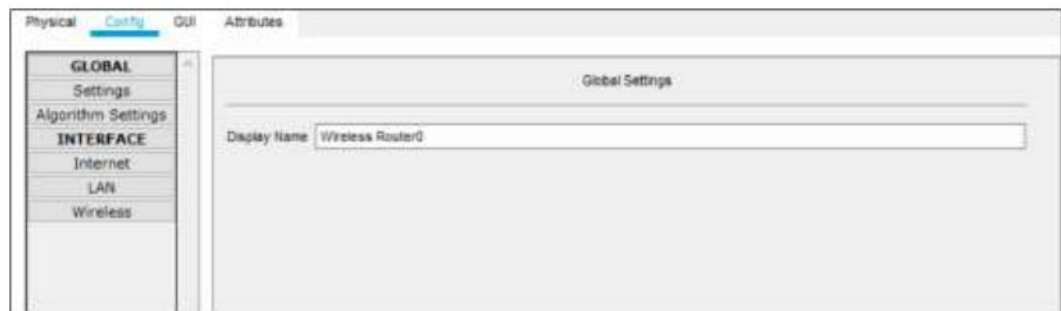 Physical Config GUI Attributes
GLOBAL
Settings
Algorithm Settings
INTERFACE
Internet
LAN
Wireless
Global Settings
Display Name Wireless Router0